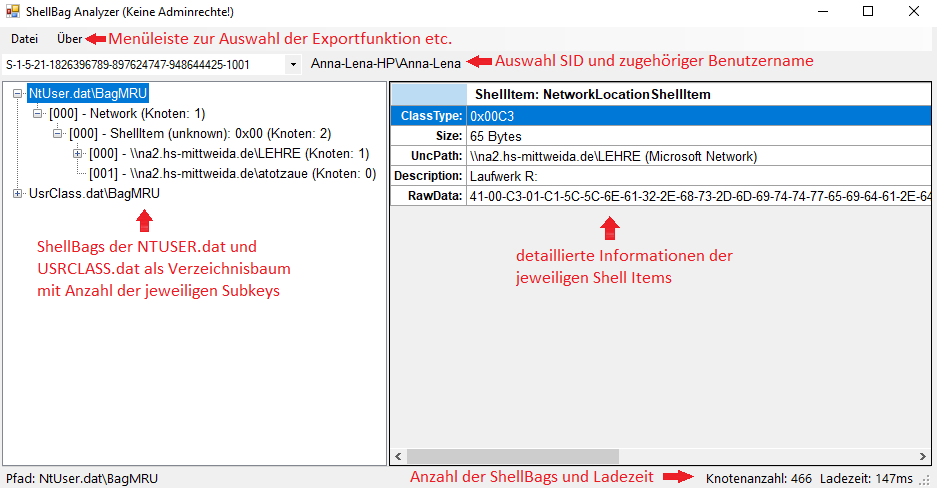 ShellBag Analyzer (Keine Adminrechte!)
Datei Über Menüleiste zur Auswahl der Exportfunktion etc.
S-1-5-21-1826396789-897624747-948644425-1001 Anna-Lena-HP\Anna-Lena Auswahl SID und zugehöriger Benutzername
NtUser.dat\BagMRU
[000] - Network (Knoten: 1)
[000] - ShellItem (unknown): 0x00 (Knoten: 2)
[000] - \\na2.hs-mittweida.de\LEHRE (Knoten: 1)
[001] - \\na2.hs-mittweida.de\atotzaue (Knoten: 0)
UsrClass.dat\BagMRU
ShellBags der NTUSER.dat und
USRCLASS.dat als Verzeichnisbaum
mit Anzahl der jeweiligen Subkeys
ShellItem: NetworkLocationShellItem
ClassType: 0x00C3
Size: 65 Bytes
UncPath: \\na2.hs-mittweida.de\LEHRE (Microsoft Network)
Description: Laufwerk R:
RawData: 41-00-C3-01-C1-5C-5C-6E-61-32-2E-68-73-2D-6D-69-74-74-77-65-69-64-61-2E-64
detaillierte Informationen der
jeweiligen Shell Items
Anzahl der ShellBags und Ladezeit
Pfad: NtUser.dat\BagMRU Knotenanzahl: 466 Ladezeit: 147ms